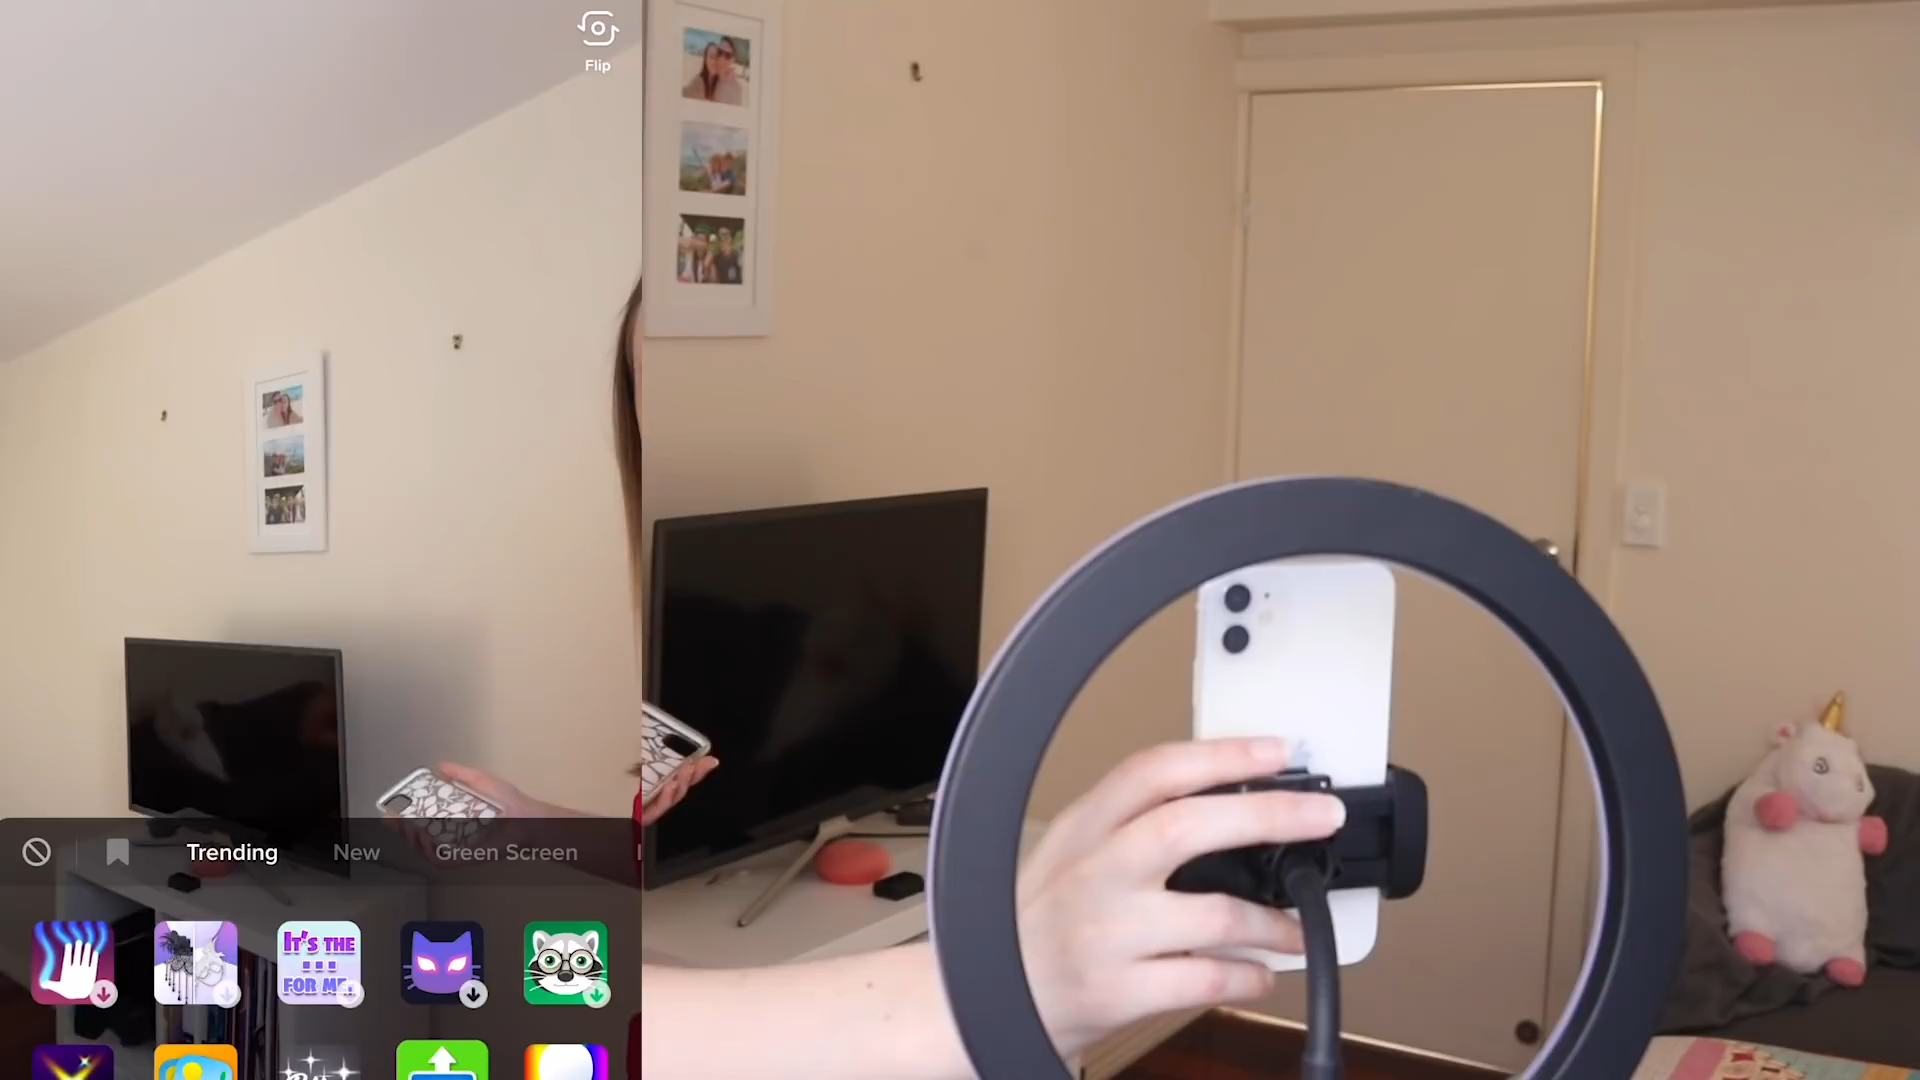 Flip
Trending
New
Green Screen
IT'S THE
...
FOR ME.